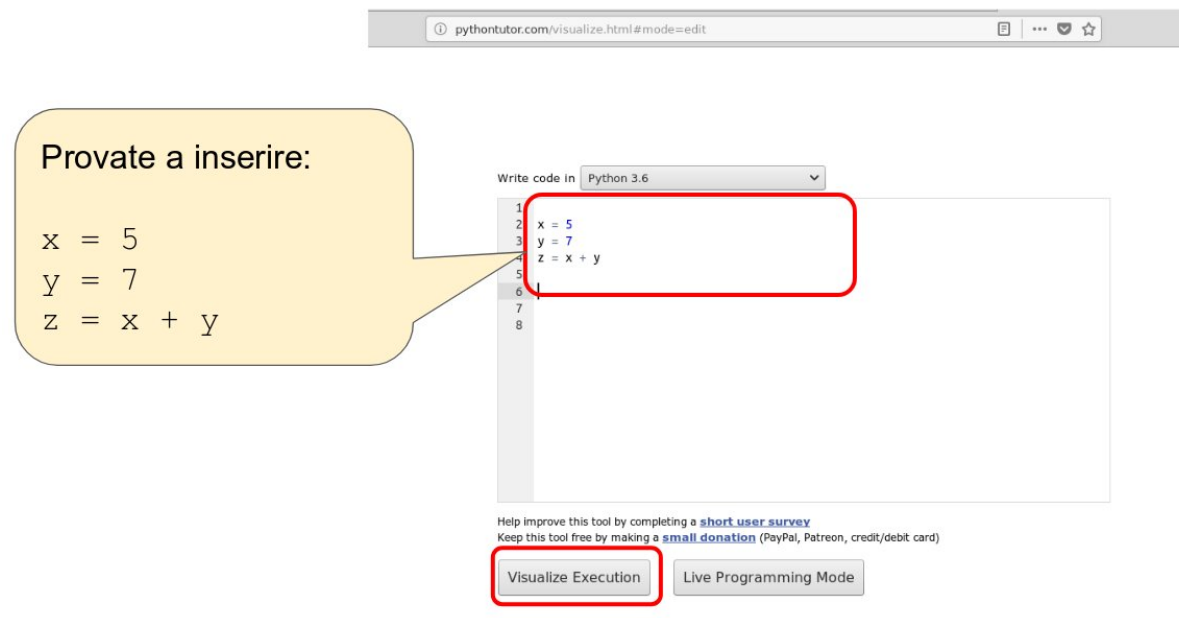 pythontutor.com/visualize.html#mode=edit
Provate a inserire:
x = 5
y = 7
z = x + y
Write code in Python 3.6
1
2 x = 5
3 y = 7
4 z = x + y
5
6
7
8
Help improve this tool by completing a short user survey
Keep this tool free by making a small donation (PayPal, Patreon, credit/debit card)
Visualize Execution Live Programming Mode